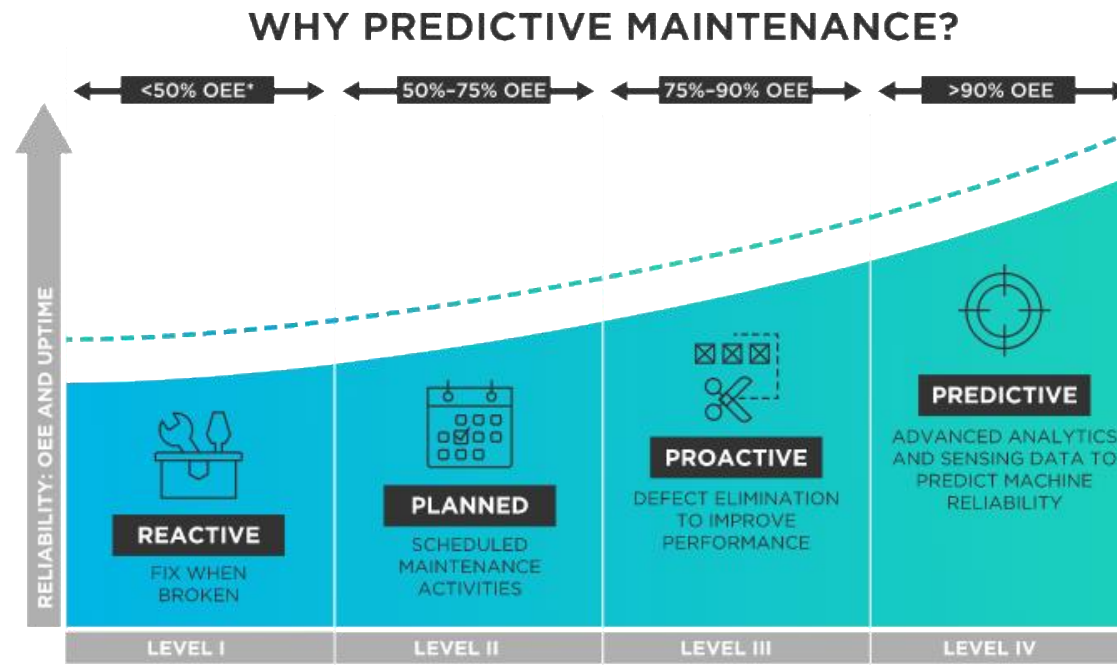 WHY PREDICTIVE MAINTENANCE?
<50% OEE*
50%–75% OEE
75%–90% OEE
>90% OEE
RELIABILITY: OEE AND UPTIME
REACTIVE
FIX WHEN
BROKEN
PLANNED
SCHEDULED
MAINTENANCE
ACTIVITIES
PROACTIVE
DEFECT ELIMINATION
TO IMPROVE
PERFORMANCE
PREDICTIVE
ADVANCED ANALYTICS
AND SENSING DATA TO
PREDICT MACHINE
RELIABILITY
LEVEL I
LEVEL II
LEVEL III
LEVEL IV